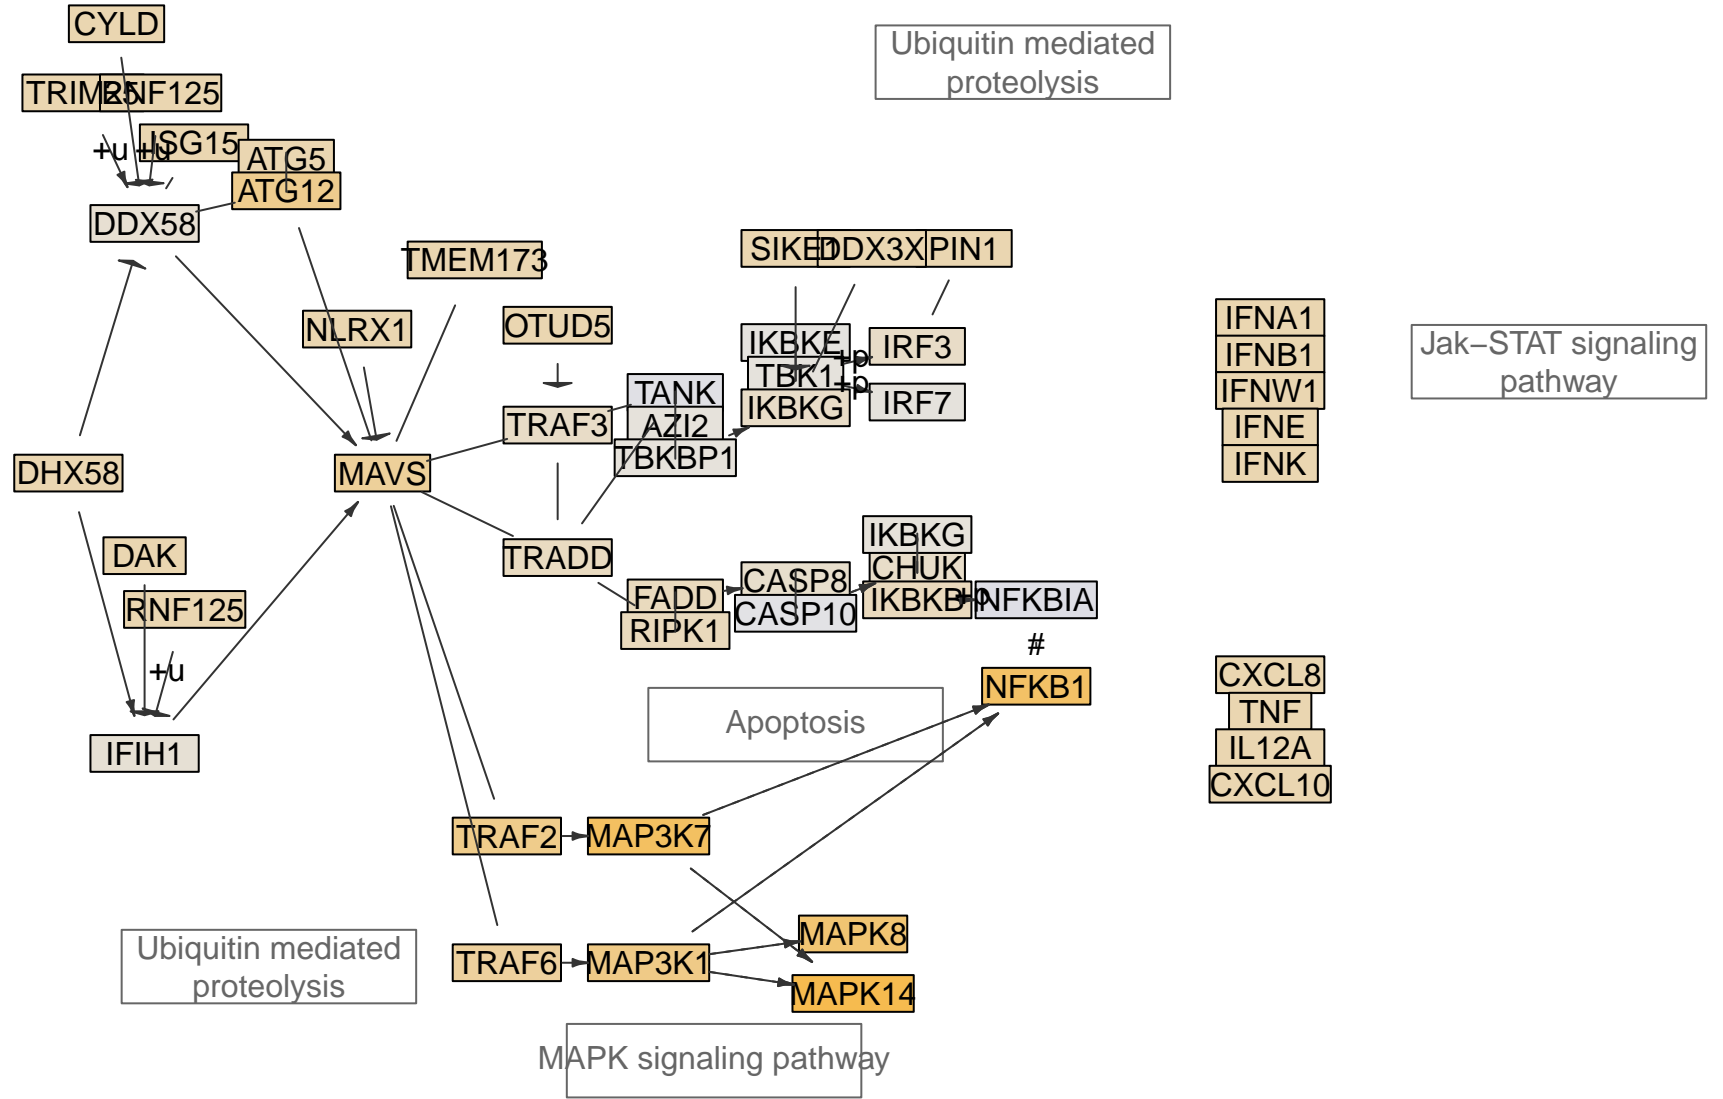 CYLD
Ubiquitin mediated
proteolysis
TRIM25
RNF125
ISG15
+u
+u
ATG5
ATG12
DDX58
TMEM173
SIKE1
DDX3X
PIN1
NLRX1
OTUD5
IKBKE
TBK1
IKBKG
+p
+p
IRF3
IRF7
IFNA1
IFNB1
IFNW1
IFNE
IFNK
Jak–STAT signaling
pathway
TANK
AZI2
TBKBP1
TRAF3
DHX58
MAVS
DAK
RNF125
+u
IFIH1
TRADD
FADD
RIPK1
CASP8
CASP10
IKBKG
CHUK
IKBKB
+p
NFKBIA
#
NFKB1
CXCL8
TNF
IL12A
CXCL10
Apoptosis
TRAF2
MAP3K7
TRAF6
MAP3K1
MAPK8
MAPK14
Ubiquitin mediated
proteolysis
MAPK signaling pathway